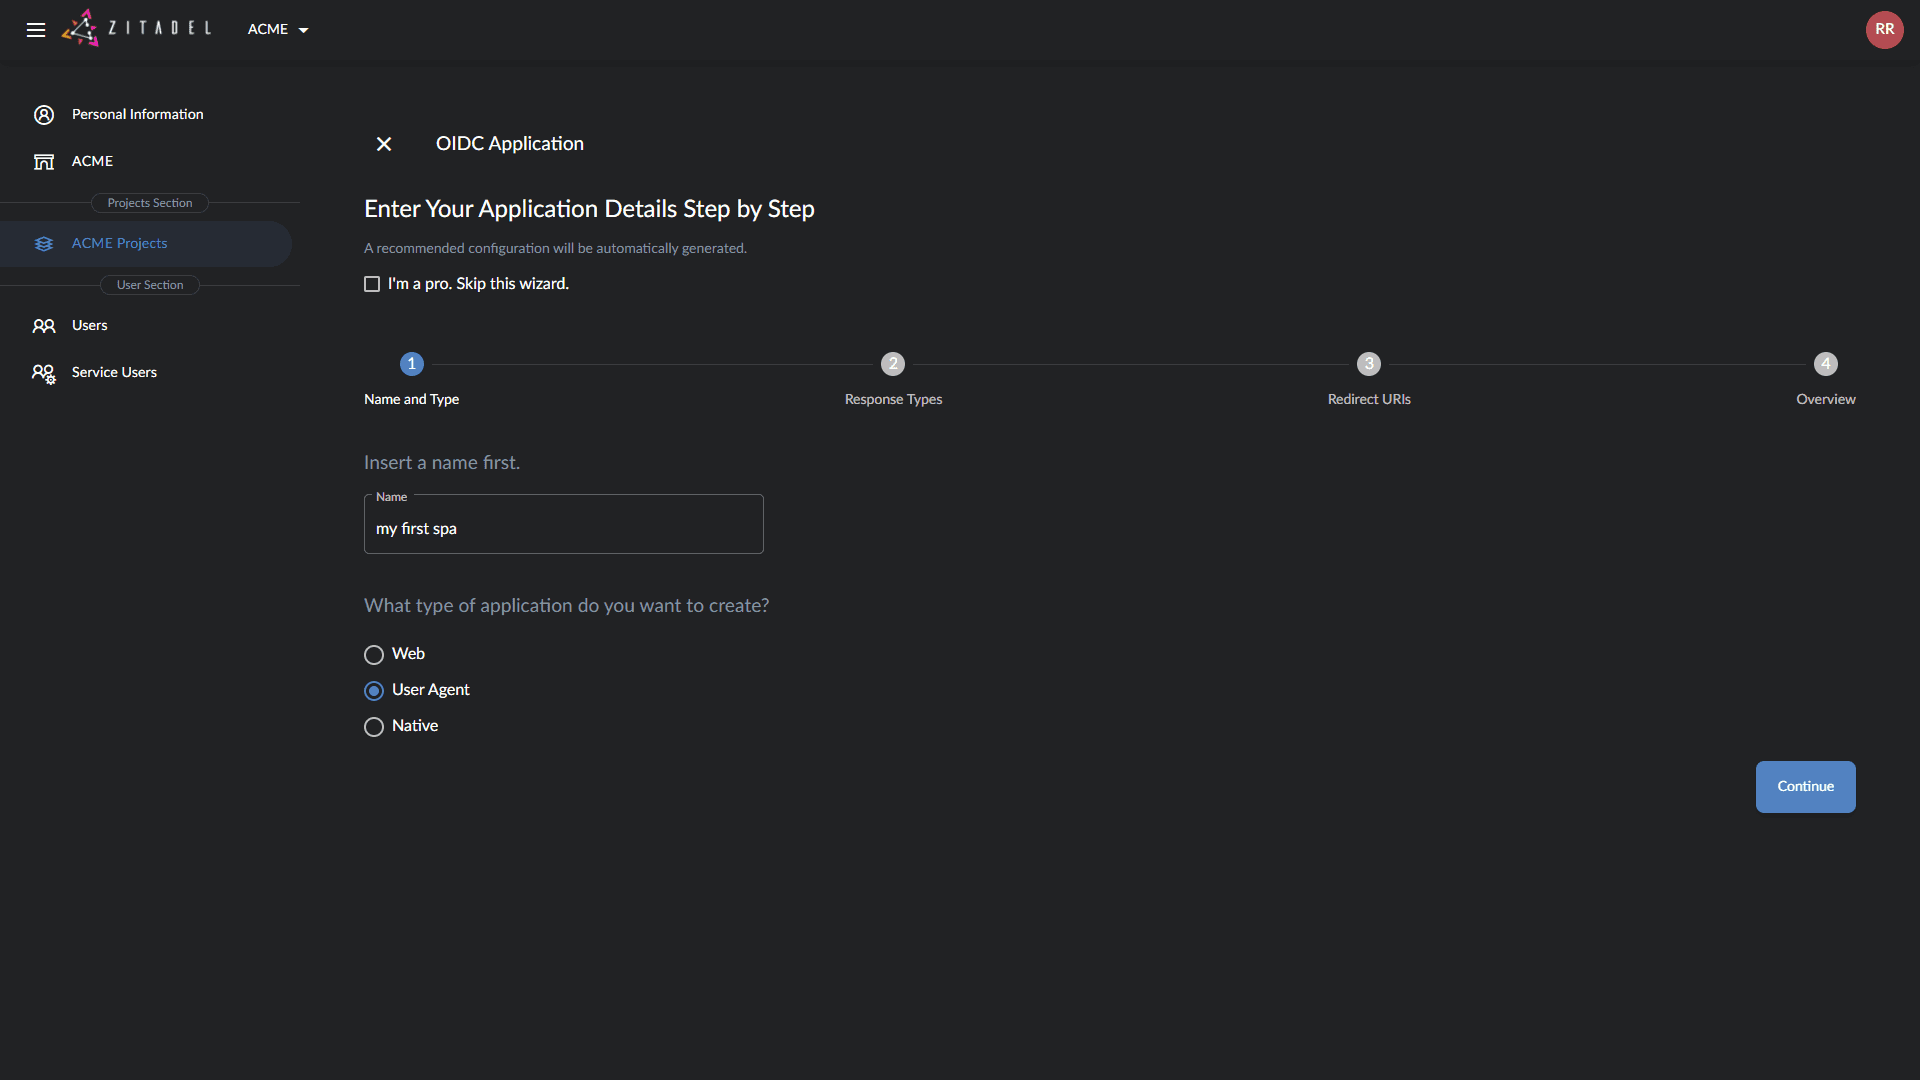 ZITADEL
ACME
RR
Personal Information
ACME
Projects Section
ACME Projects
User Section
Users
Service Users
OIDC Application
Enter Your Application Details Step by Step
A recommended configuration will be automatically generated.
I'm a pro. Skip this wizard.
1
2
3
4
Name and Type
Response Types
Redirect URIs
Overview
Insert a name first.
Name
my first spa
What type of application do you want to create?
Web
User Agent
Native
Continue